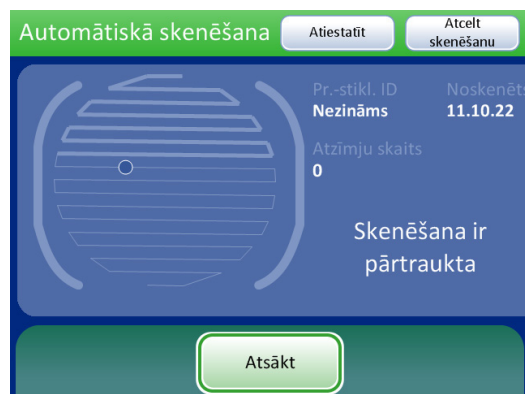 Automātiskā skenēšana
Atiestatīt
Atcelt
skenēšanu
Pr.-stikl. ID
Noskenēts
Nezināms
11.10.22
Atzīmju skaits
0
Skenēšana ir
pārtraukta
Atsākt